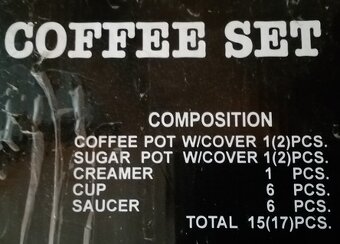 COFFEE SET
COMPOSITION
COFFEE POT W/COVER 1(2)PCS.
SUGAR POT W/COVER 1(2)PCS.
CREAMER 1 PCS.
CUP 6 PCS.
SAUCER 6 PCS.
TOTAL 15(17)PCS.